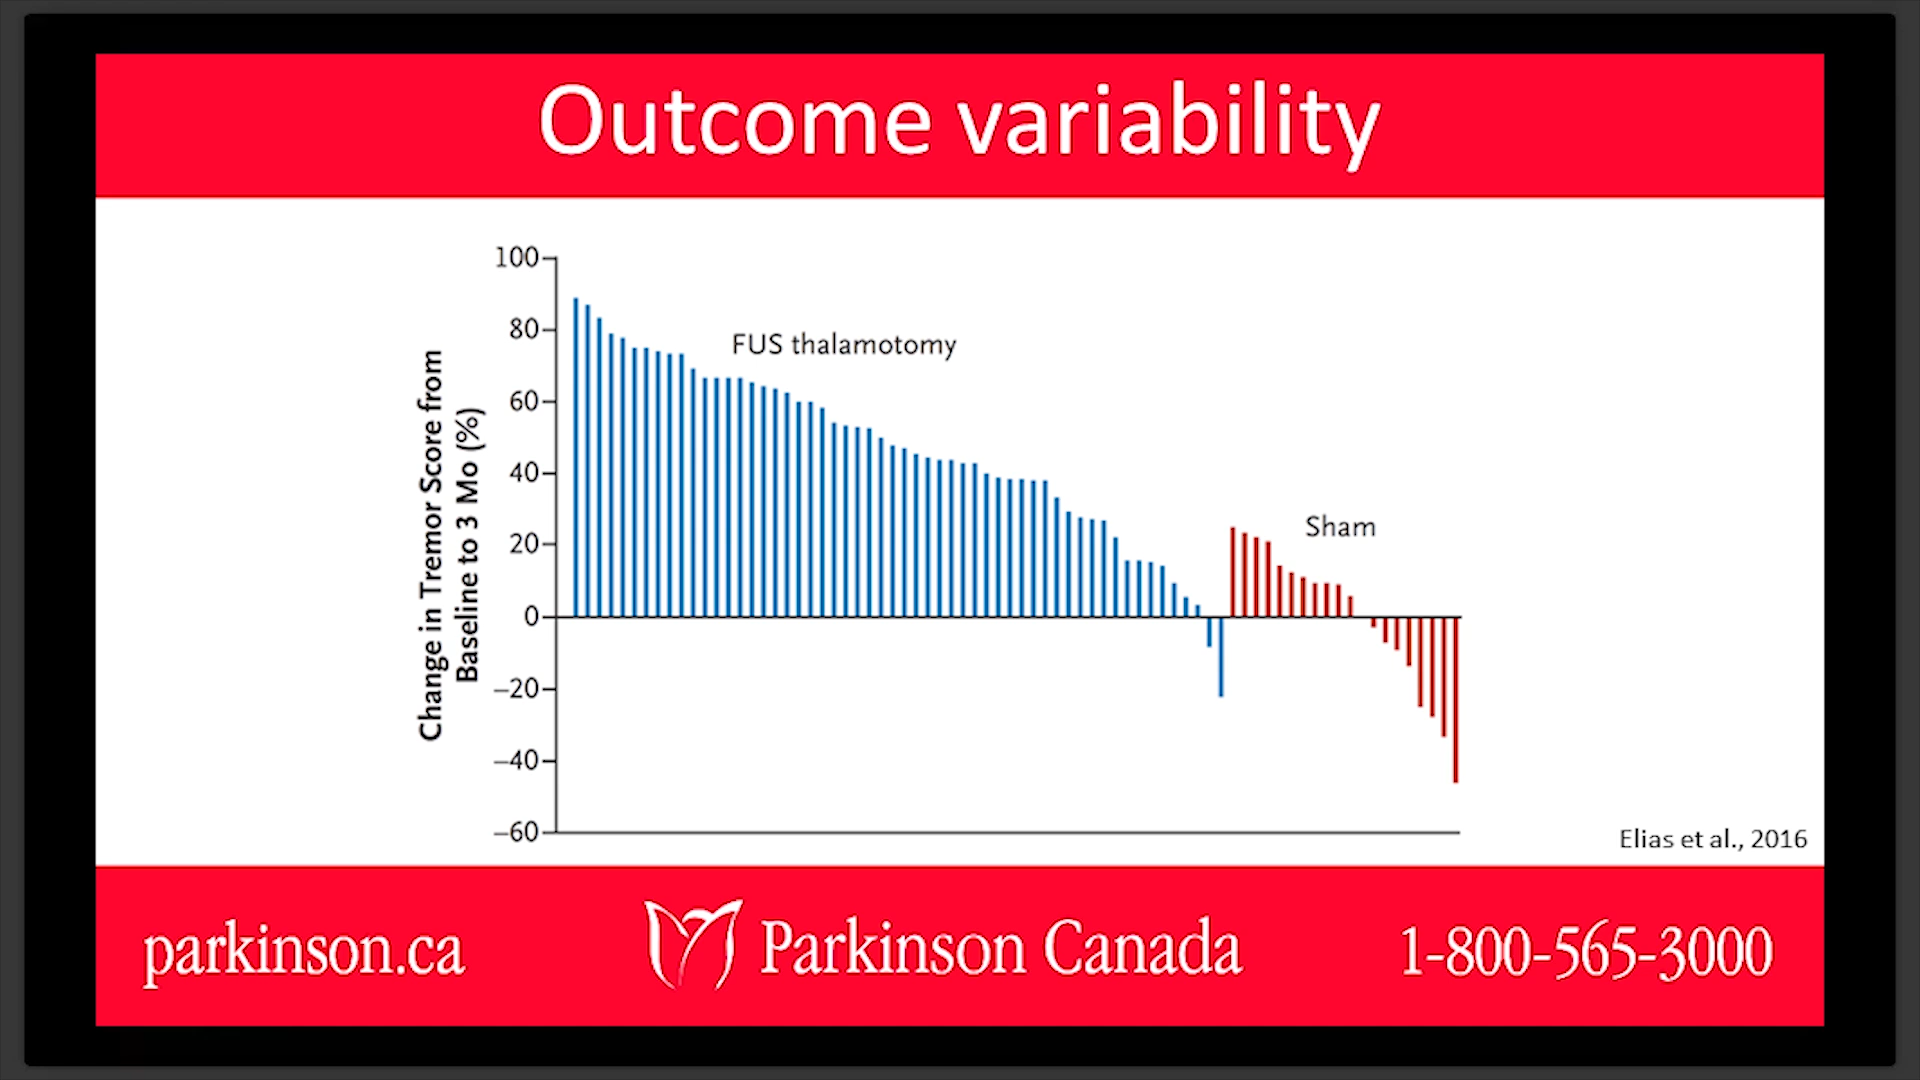 Outcome variability
100
80
60
40
20
0
–20
–40
–60
Change in Tremor Score from
Baseline to 3 Mo (%)
FUS thalamotomy
Sham
Elias et al., 2016
parkinson.ca
Parkinson Canada
1-800-565-3000